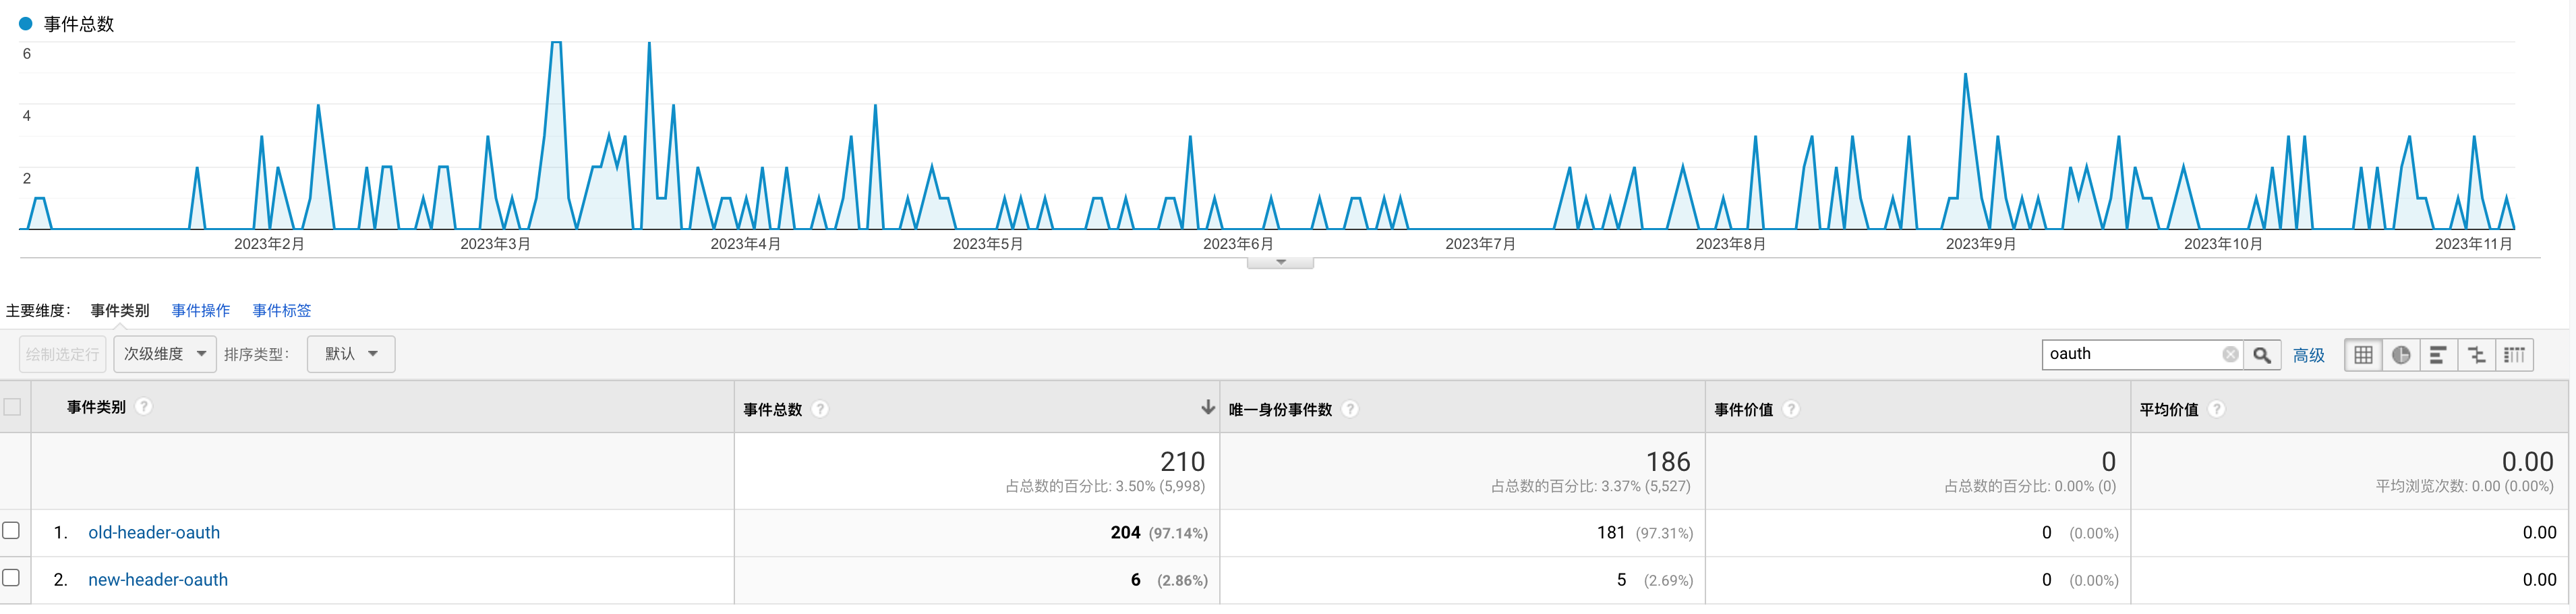 事件总数
6
4
2
2023年2月 2023年3月 2023年4月 2023年5月 2023年6月 2023年7月 2023年8月 2023年9月 2023年10月 2023年11月
主要维度： 事件类别 事件操作 事件标签
绘制选定行 次级维度 排序类型： 默认 oauth 高级
事件类别 ? 事件总数 ? 唯一身份事件数 ? 事件价值 ? 平均价值 ?
210 186 0 0.00
占总数的百分比: 3.50% (5,998) 占总数的百分比: 3.37% (5,527) 占总数的百分比: 0.00% (0) 平均浏览次数: 0.00 (0.00%)
1. old-header-oauth 204 (97.14%) 181 (97.31%) 0 (0.00%) 0.00
2. new-header-oauth 6 (2.86%) 5 (2.69%) 0 (0.00%) 0.00